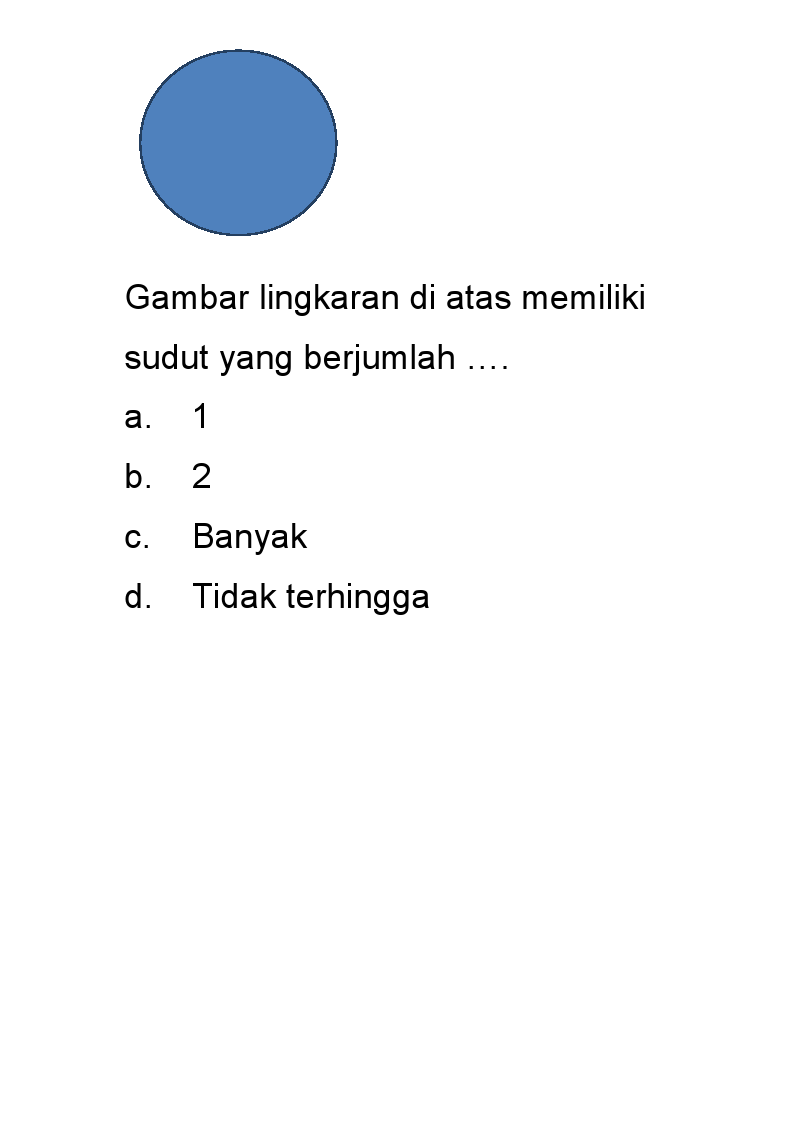 Gambar lingkaran di atas memiliki
sudut yang berjumlah ….
a. 1
b. 2
c. Banyak
d. Tidak terhingga